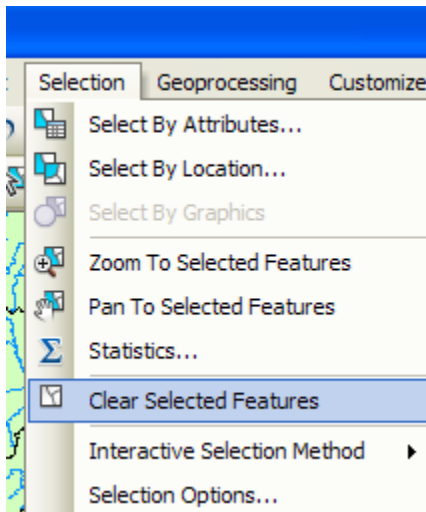 Selection Geoprocessing Customize
Select By Attributes...
Select By Location...
Select By Graphics
Zoom To Selected Features
Pan To Selected Features
Statistics...
Clear Selected Features
Interactive Selection Method
Selection Options...